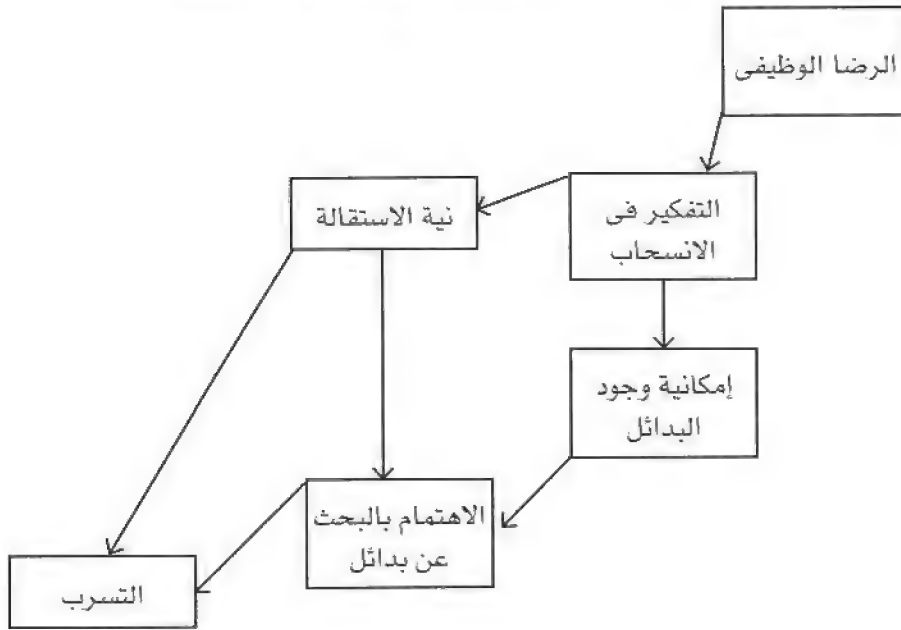 الرضا الوظيفى
التفكير فى
الانسحاب
نية الاستقالة
إمكانية وجود
البدائل
الاهتمام بالبحث
عن بدائل
التسرب